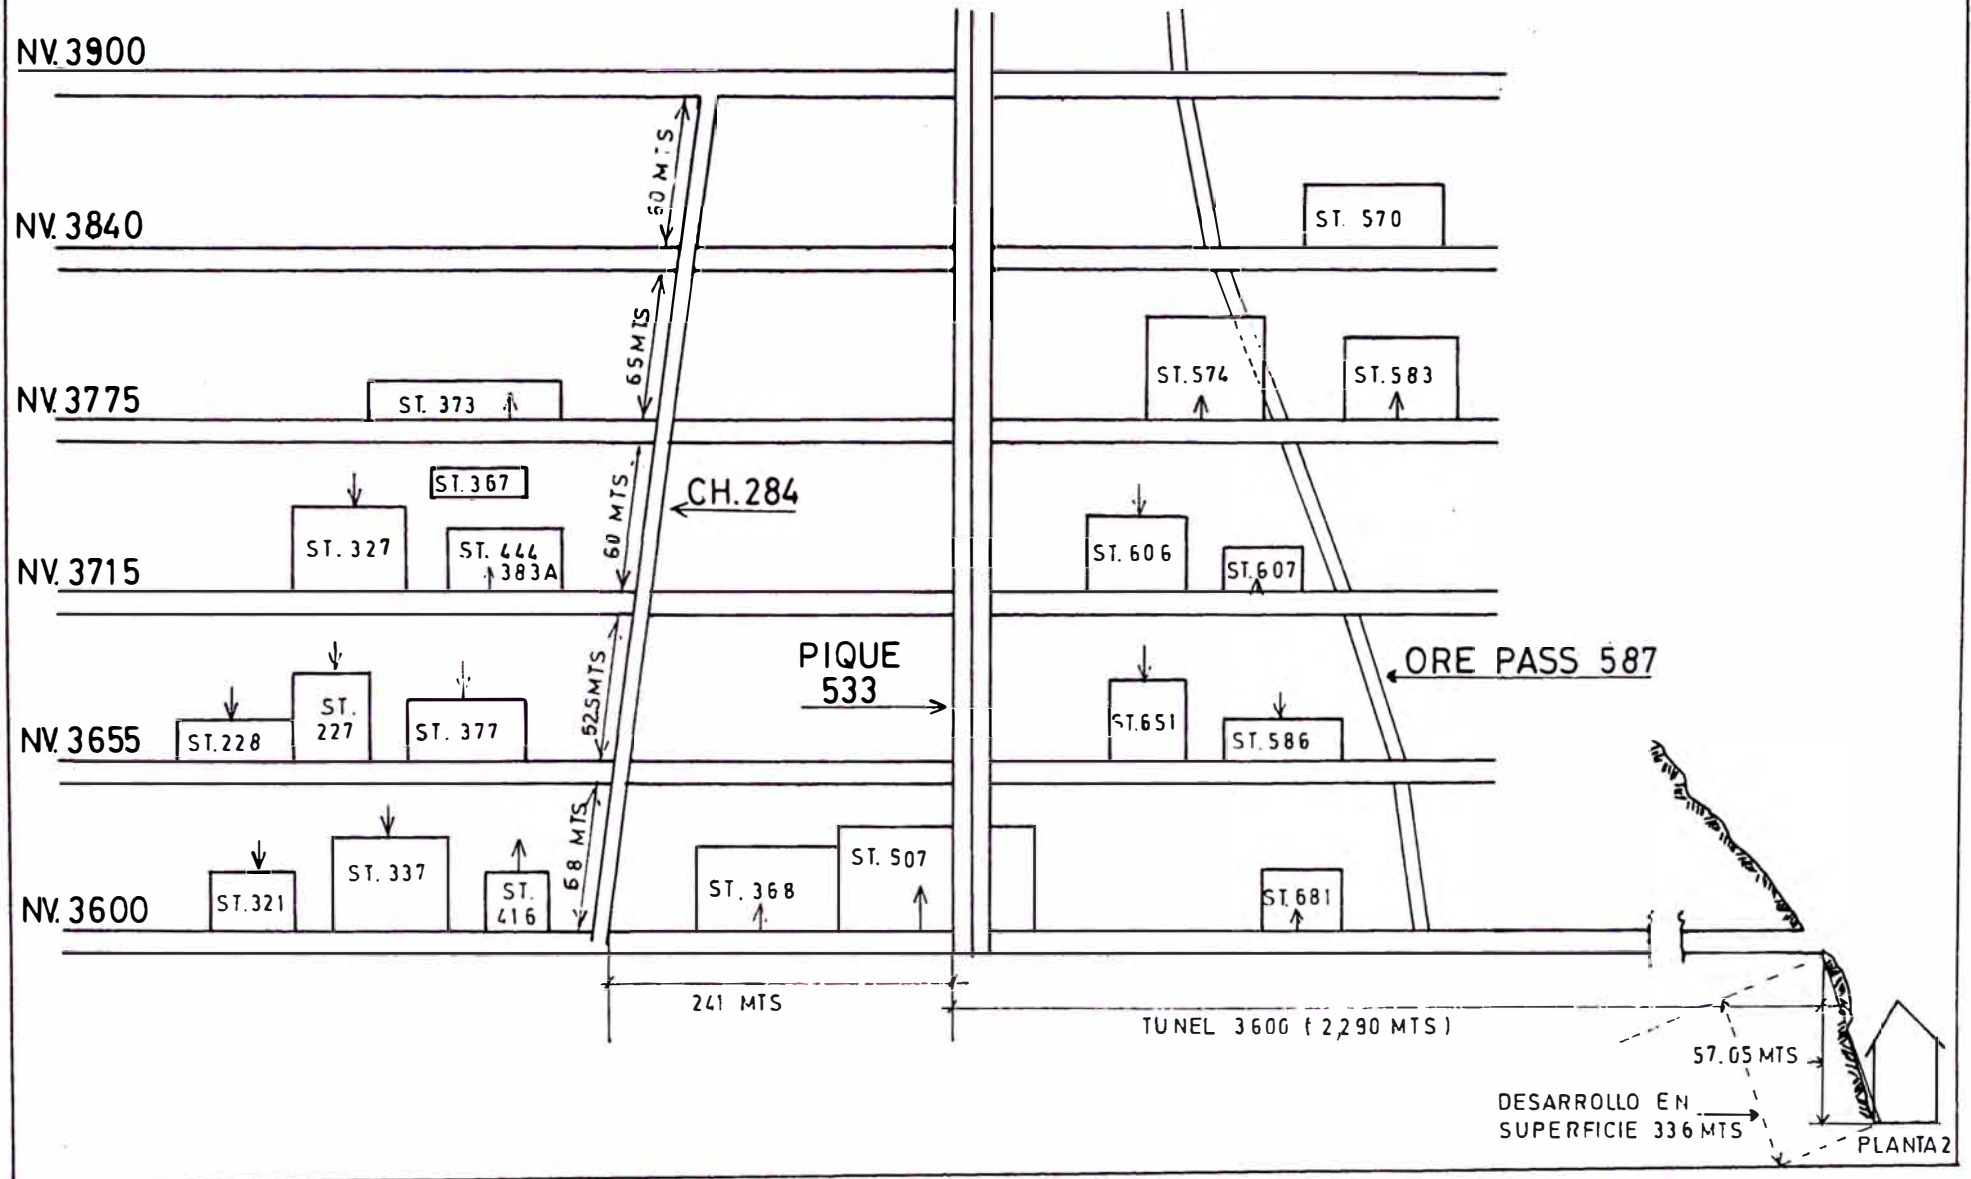 NV. 3900
60 MTS
NV. 3840
ST. 570
65 MTS
NV. 3775
ST. 373
ST. 574
ST. 583
ST. 367
CH. 284
60 MTS
ST. 327
ST. 444
383A
ST. 606
ST. 607
NV. 3715
PIQUE
533
ORE PASS 587
52.5 MTS
ST.
227
ST. 228
ST. 377
ST. 651
ST. 586
NV. 3655
68 MTS
ST. 321
ST. 337
ST.
416
ST. 368
ST. 507
ST. 681
NV. 3600
241 MTS
TUNEL 3600 (2,290 MTS)
57.05 MTS
DESARROLLO EN
SUPERFICIE 336 MTS
PLANTA 2